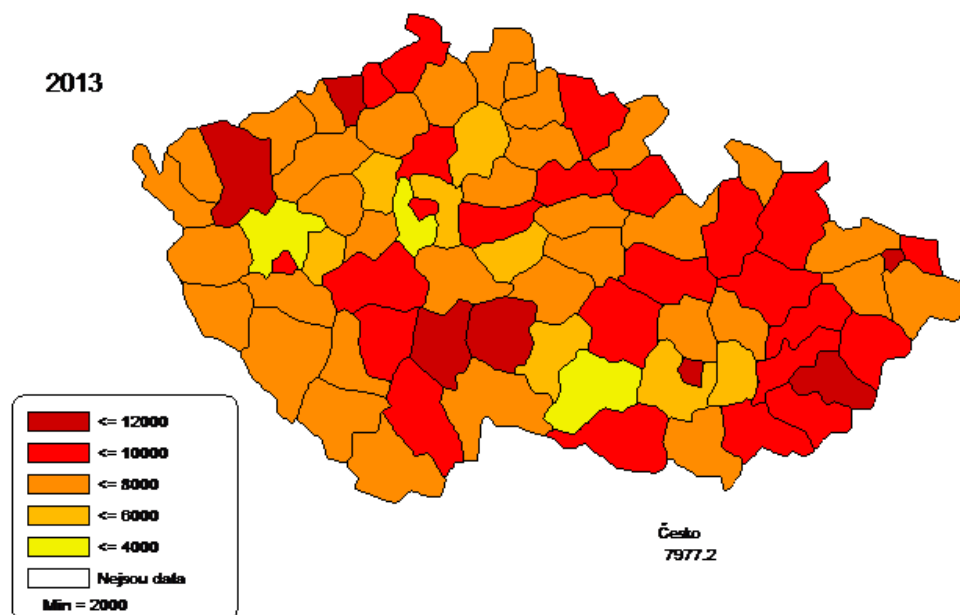 2013
<= 12000
<= 10000
<= 8000
<= 6000
<= 4000
Nejsou data
Min = 2000
Česko
7977.2